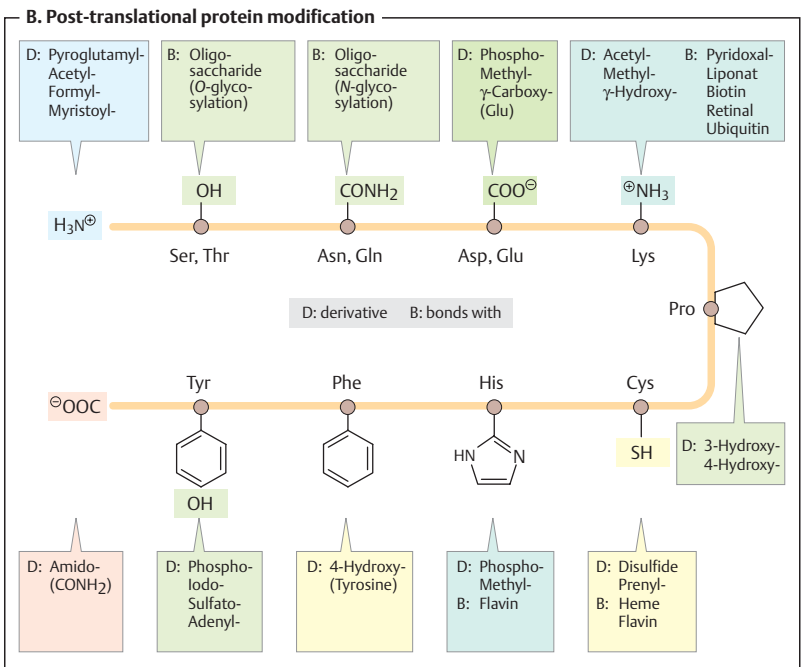 B. Post-translational protein modification
D: Pyroglutamyl-
Acetyl-
Formyl-
Myristoyl-
B: Oligo-
saccharide
(O-glyco-
sylation)
B: Oligo-
saccharide
(N-glyco-
sylation)
D: Phospho-
Methyl-
γ-Carboxy-
(Glu)
D: Acetyl-
Methyl-
γ-Hydroxy-
B: Pyridoxal-
Liponat
Biotin
Retinal
Ubiquitin
H₃N⊕
OH
CONH₂
COO⊖
⊕NH₃
Ser, Thr
Asn, Gln
Asp, Glu
Lys
Pro
D: derivative B: bonds with
⊖OOC
Tyr
Phe
His
Cys
HN
N
SH
OH
D: 3-Hydroxy-
4-Hydroxy-
D: Amido-
(CONH₂)
D: Phospho-
Iodo-
Sulfato-
Adenyl-
D: 4-Hydroxy-
(Tyrosine)
D: Phospho-
Methyl-
B: Flavin
D: Disulfide
Prenyl-
B: Heme
Flavin